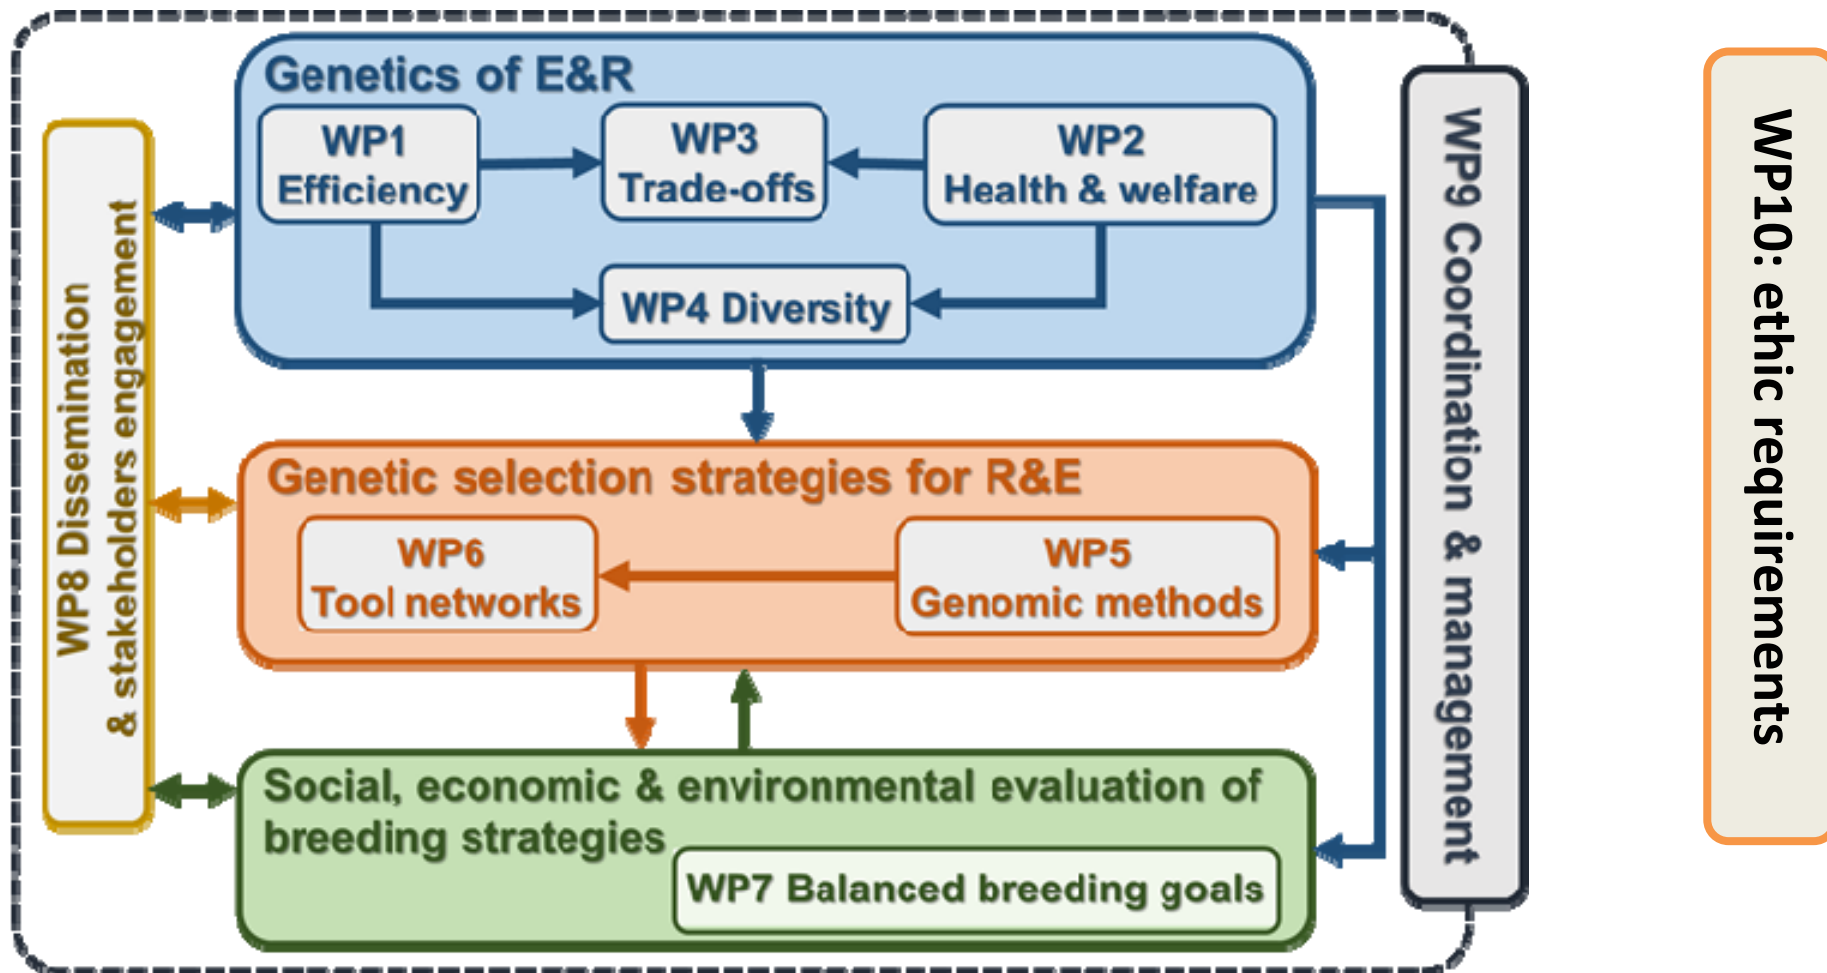 Genetics of E&R
WP1
Efficiency
WP3
Trade-offs
WP2
Health & welfare
WP4 Diversity
Genetic selection strategies for R&E
WP6
Tool networks
WP5
Genomic methods
Social, economic & environmental evaluation of
breeding strategies
WP7 Balanced breeding goals
WP8 Dissemination
& stakeholders engagement
WP9 Coordination & management
WP10: ethic requirements